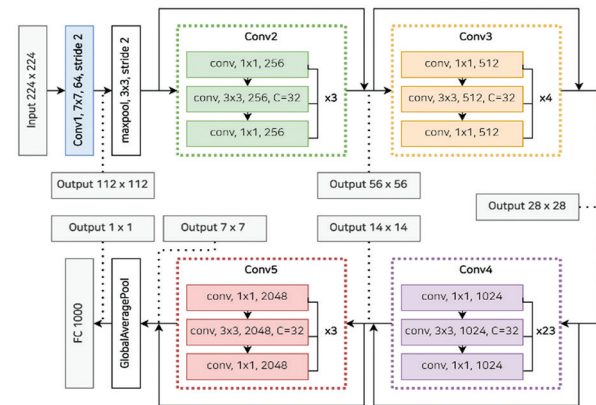 Input 224 x 224
Conv1, 7x7, 64, stride 2
maxpool, 3x3, stride 2
Conv2
conv, 1x1, 256
conv, 3x3, 256, C=32
conv, 1x1, 256
x3
Conv3
conv, 1x1, 512
conv, 3x3, 512, C=32
conv, 1x1, 512
x4
Output 112 x 112
Output 56 x 56
Output 28 x 28
Output 1 x 1
Output 7 x 7
Output 14 x 14
FC 1000
GlobalAveragePool
Conv5
conv, 1x1, 2048
conv, 3x3, 2048, C=32
conv, 1x1, 2048
x3
Conv4
conv, 1x1, 1024
conv, 3x3, 1024, C=32
conv, 1x1, 1024
x23